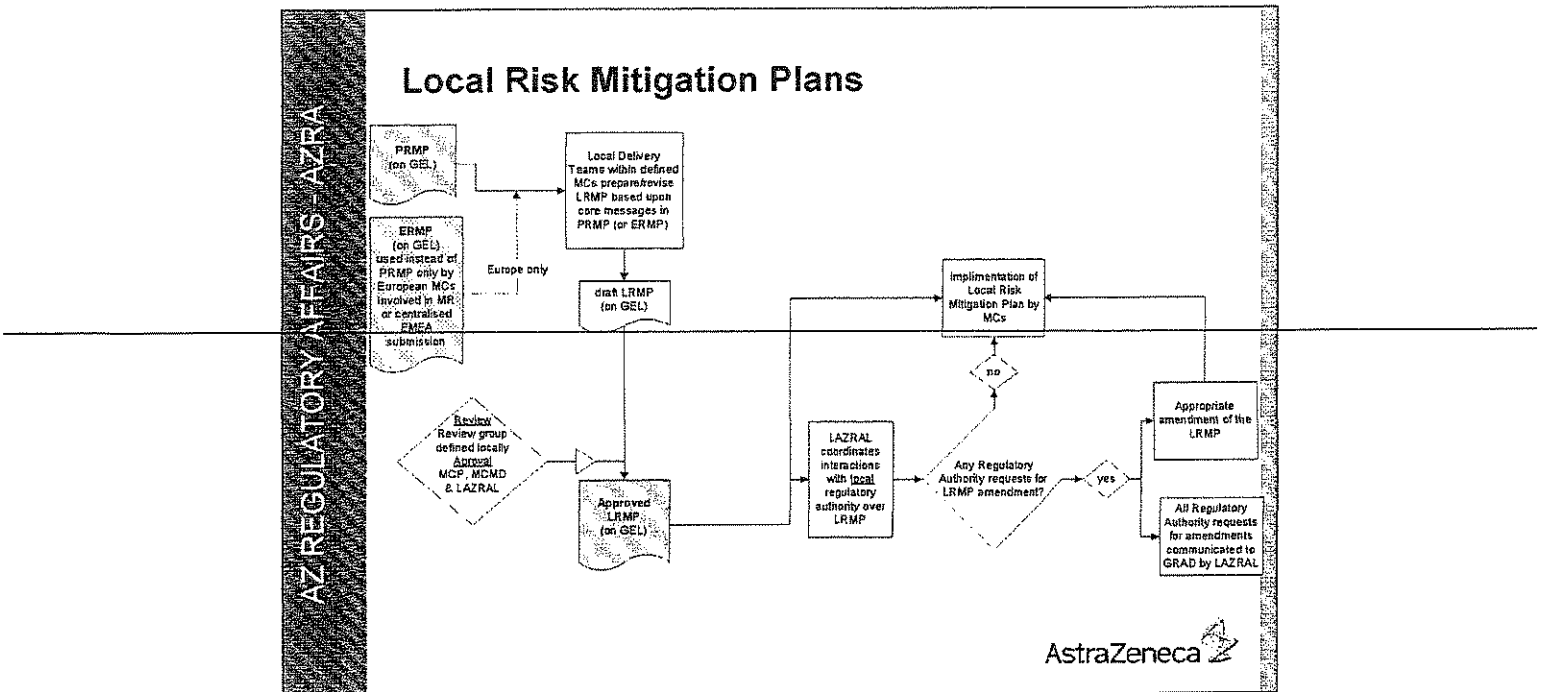 AZ REGULATORY AFFAIRS - AZRA
Local Risk Mitigation Plans
PRMP
(on GEL)
Local Delivery
Teams within defined
MCs prepare/revise
LRMP based upon
core messages in
PRMP (or ERMP)
ERMP
(on GEL)
used instead of
PRMP only by
European MCs
involved in MR
or centralised
EMEA
submission
Europe only
draft LRMP
(on GEL)
Implimentation of
Local Risk
Mitigation Plan by
MCs
no
Review
Review group
defined locally
Aproval
MCP, MCMD
& LAZRAL
Approved
LRMP
(on GEL)
LAZRAL
coordinates
interactions
with local
regulatory
authority over
LRMP
Any Regulatory
Authority requests for
LRMP amendment?
yes
Appropriate
amendment of the
LRMP
All Regulatory
Authority requests
for amendments
communicated to
GRAD by LAZRAL
AstraZeneca